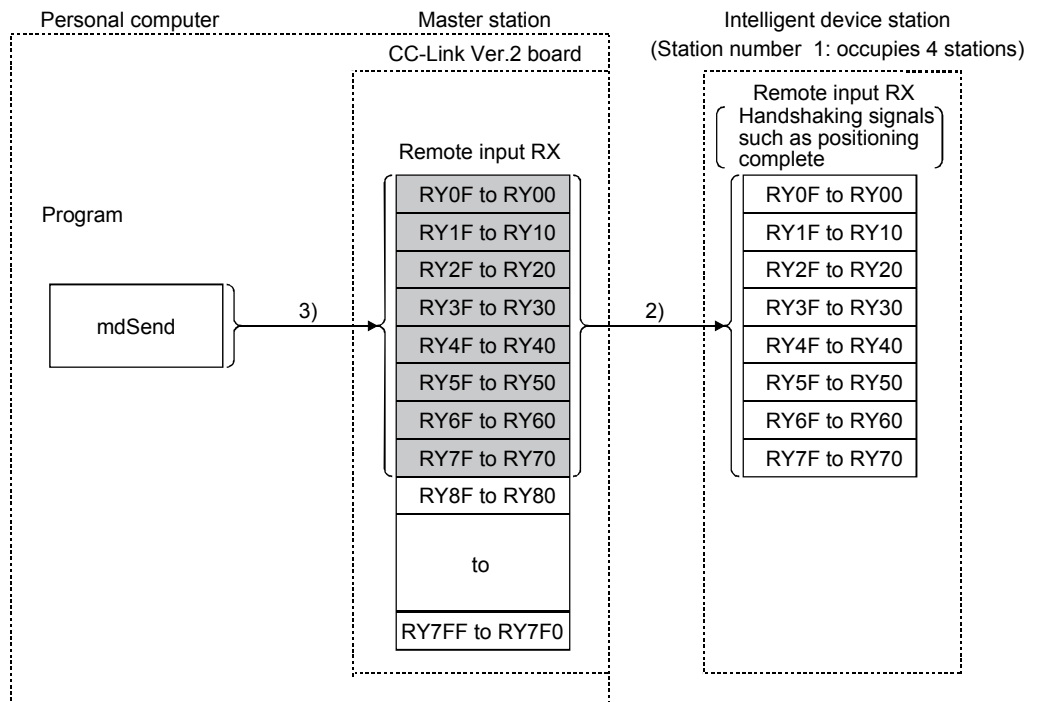 Personal computer
Master station
Intelligent device station
CC-Link Ver.2 board
(Station number 1: occupies 4 stations)
Remote input RX
Handshaking signals
such as positioning
complete
Remote input RX
Program
mdSend
3)
2)
RY0F to RY00
RY1F to RY10
RY2F to RY20
RY3F to RY30
RY4F to RY40
RY5F to RY50
RY6F to RY60
RY7F to RY70
RY8F to RY80
to
RY7FF to RY7F0
RY0F to RY00
RY1F to RY10
RY2F to RY20
RY3F to RY30
RY4F to RY40
RY5F to RY50
RY6F to RY60
RY7F to RY70